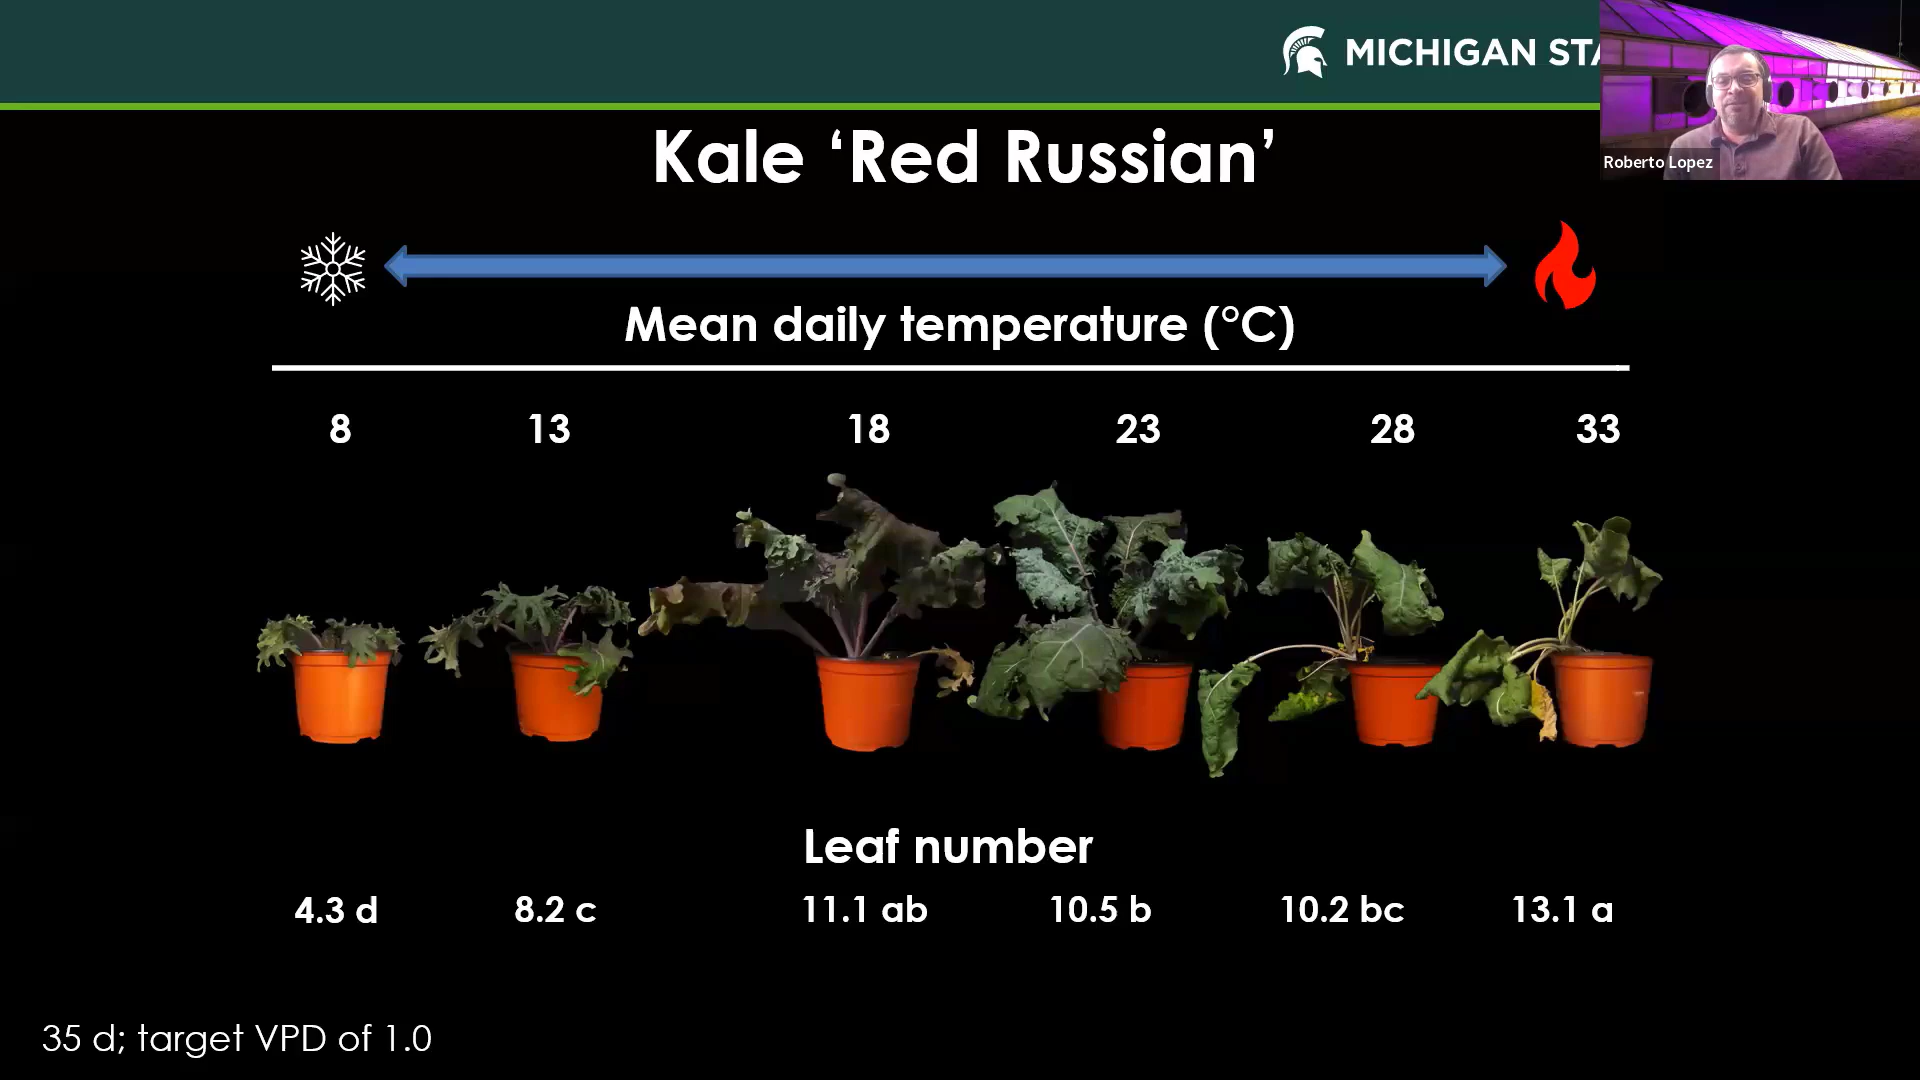 MICHIGAN STA
Roberto Lopez
Kale ‘Red Russian’
Mean daily temperature (°C)
8 13 18 23 28 33
Leaf number
4.3 d 8.2 c 11.1 ab 10.5 b 10.2 bc 13.1 a
35 d; target VPD of 1.0